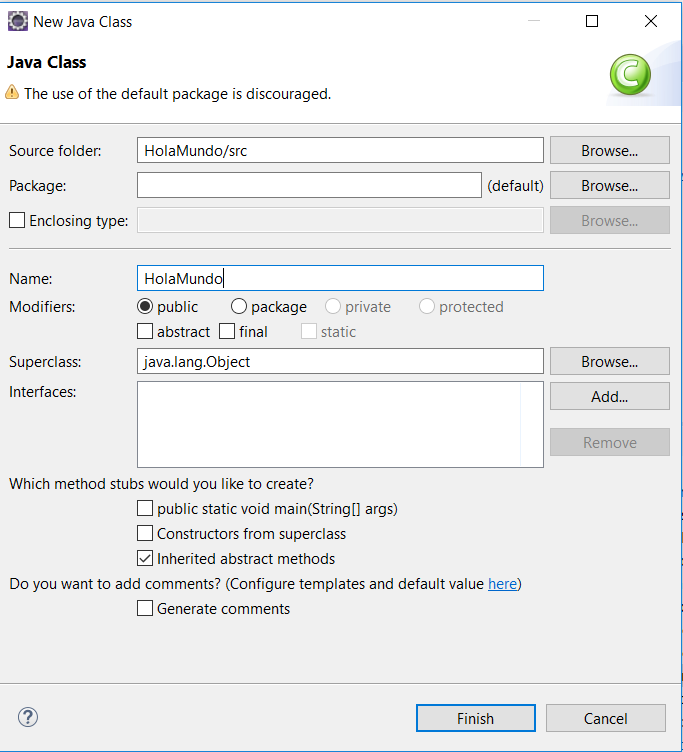 New Java Class
Java Class
The use of the default package is discouraged.
Source folder: HolaMundo/src Browse...
Package: (default) Browse...
Enclosing type: Browse...
Name: HolaMundo
Modifiers: public package private protected
abstract final static
Superclass: java.lang.Object Browse...
Interfaces: Add...
Remove
Which method stubs would you like to create?
public static void main(String[] args)
Constructors from superclass
Inherited abstract methods
Do you want to add comments? (Configure templates and default value here)
Generate comments
Finish Cancel